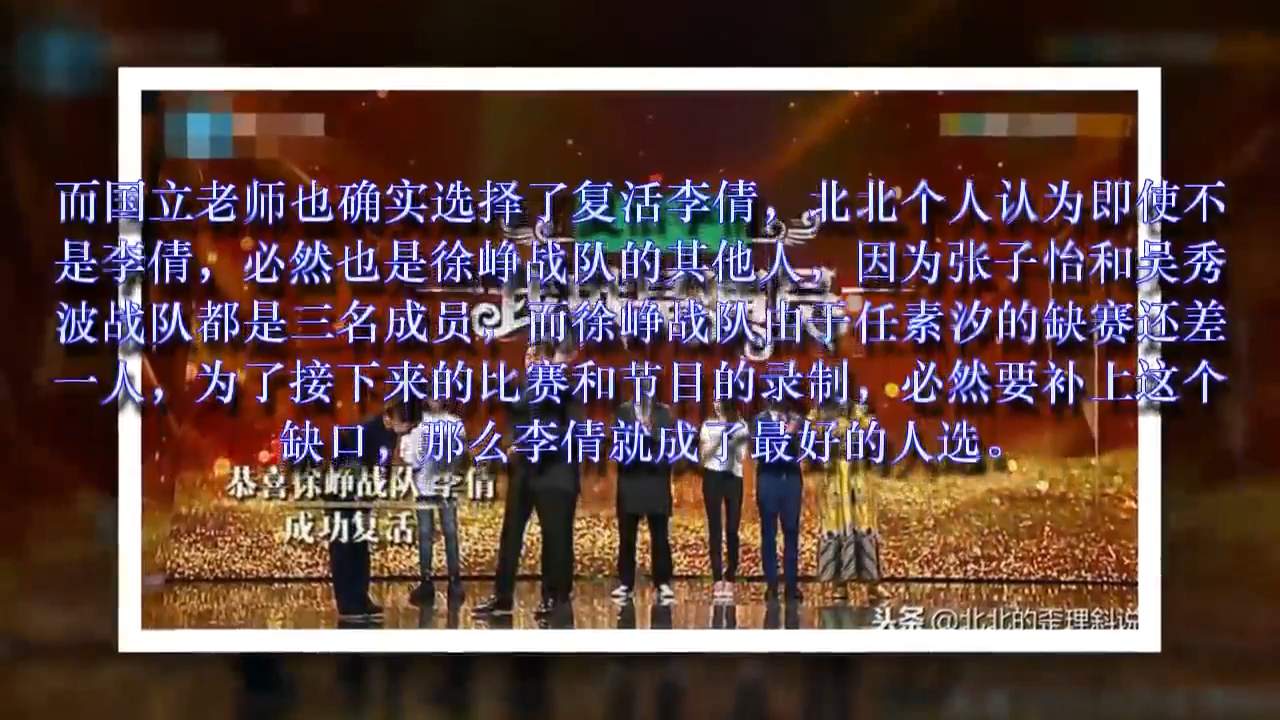 而国立老师也确实选择了复活李倩，北北个人认为即使不
是李倩，必然也是徐峥战队的其他人，因为张子怡和吴秀
波战队都是三名成员，而徐峥战队由于任素汐的缺赛还差
一人，为了接下来的比赛和节目的录制，必然要补上这个
缺口，那么李倩就成了最好的人选。
恭喜徐峥战队 李倩
成功复活
头条 @北北的歪理斜说